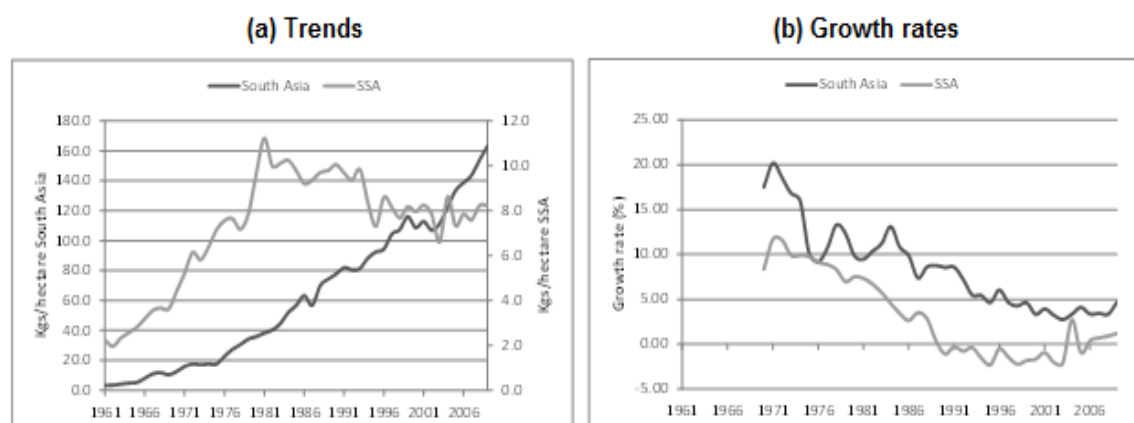 (a) Trends
South Asia SSA
Kgs/hectare South Asia
180.0
160.0
140.0
120.0
100.0
80.0
60.0
40.0
20.0
0.0
12.0
10.0
8.0
6.0
4.0
2.0
0.0
Kgs/hectare SSA
1961 1966 1971 1976 1981 1986 1991 1996 2001 2006
(b) Growth rates
South Asia SSA
Growth rate (%)
25.00
20.00
15.00
10.00
5.00
0.00
-5.00
1961 1966 1971 1976 1981 1986 1991 1996 2001 2006